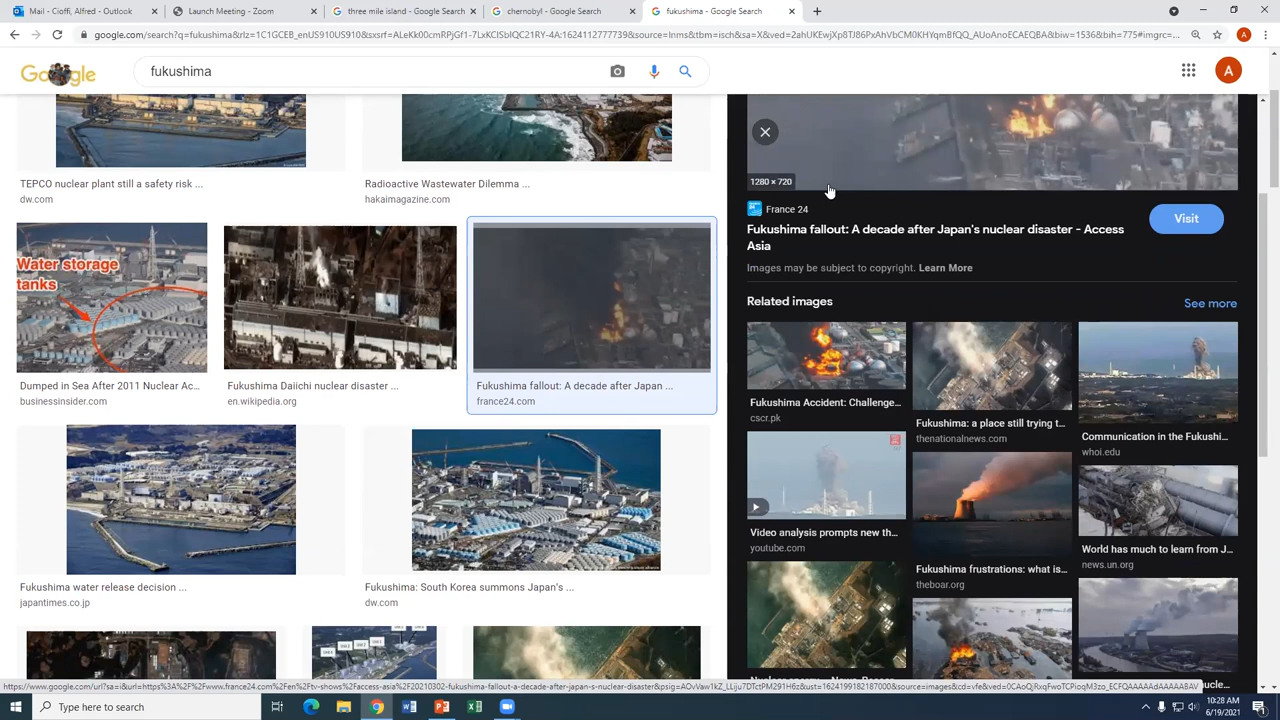 Mail - Cioffi, Alfred - Outlook
Launch Meeting - Zoom
three mile island - Google Search
chernobyl - Google Search
fukushima - Google Search
fukushima
A
TEPCO nuclear plant still a safety risk ...
dw.com
Radioactive Wastewater Dilemma ...
hakaimagazine.com
1280 × 720
France 24
Fukushima fallout: A decade after Japan's nuclear disaster - Access
Asia
Visit
Images may be subject to copyright. Learn More
Related images
See more
Water storage
tanks
Dumped in Sea After 2011 Nuclear Ac...
businessinsider.com
Fukushima Daiichi nuclear disaster ...
en.wikipedia.org
Fukushima fallout: A decade after Japan ...
france24.com
Fukushima Accident: Challenge...
cscr.pk
Fukushima: a place still trying t...
thenationalnews.com
Communication in the Fukushi...
whoi.edu
Video analysis prompts new th...
youtube.com
Fukushima frustrations: what is...
theboar.org
World has much to learn from J...
news.un.org
Fukushima water release decision ...
japantimes.co.jp
Fukushima: South Korea summons Japan's ...
dw.com
Type here to search
10:28 AM
6/19/2021